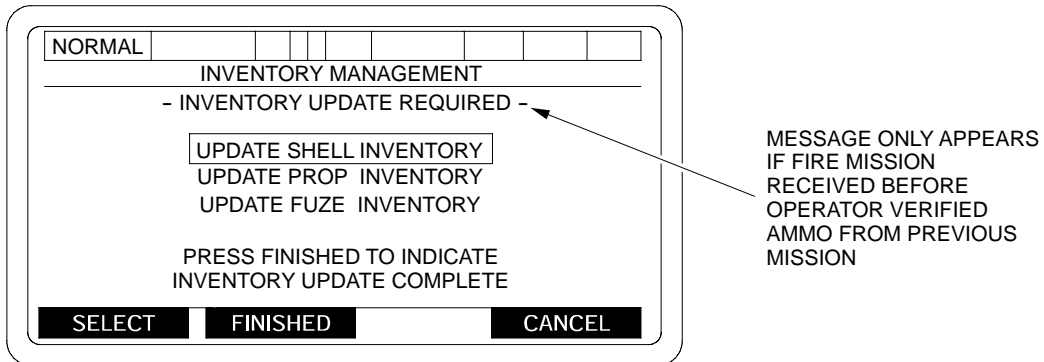 NORMAL
INVENTORY MANAGEMENT
- INVENTORY UPDATE REQUIRED -
UPDATE SHELL INVENTORY
UPDATE PROP INVENTORY
UPDATE FUZE INVENTORY
PRESS FINISHED TO INDICATE
INVENTORY UPDATE COMPLETE
SELECT FINISHED CANCEL
MESSAGE ONLY APPEARS
IF FIRE MISSION
RECEIVED BEFORE
OPERATOR VERIFIED
AMMO FROM PREVIOUS
MISSION